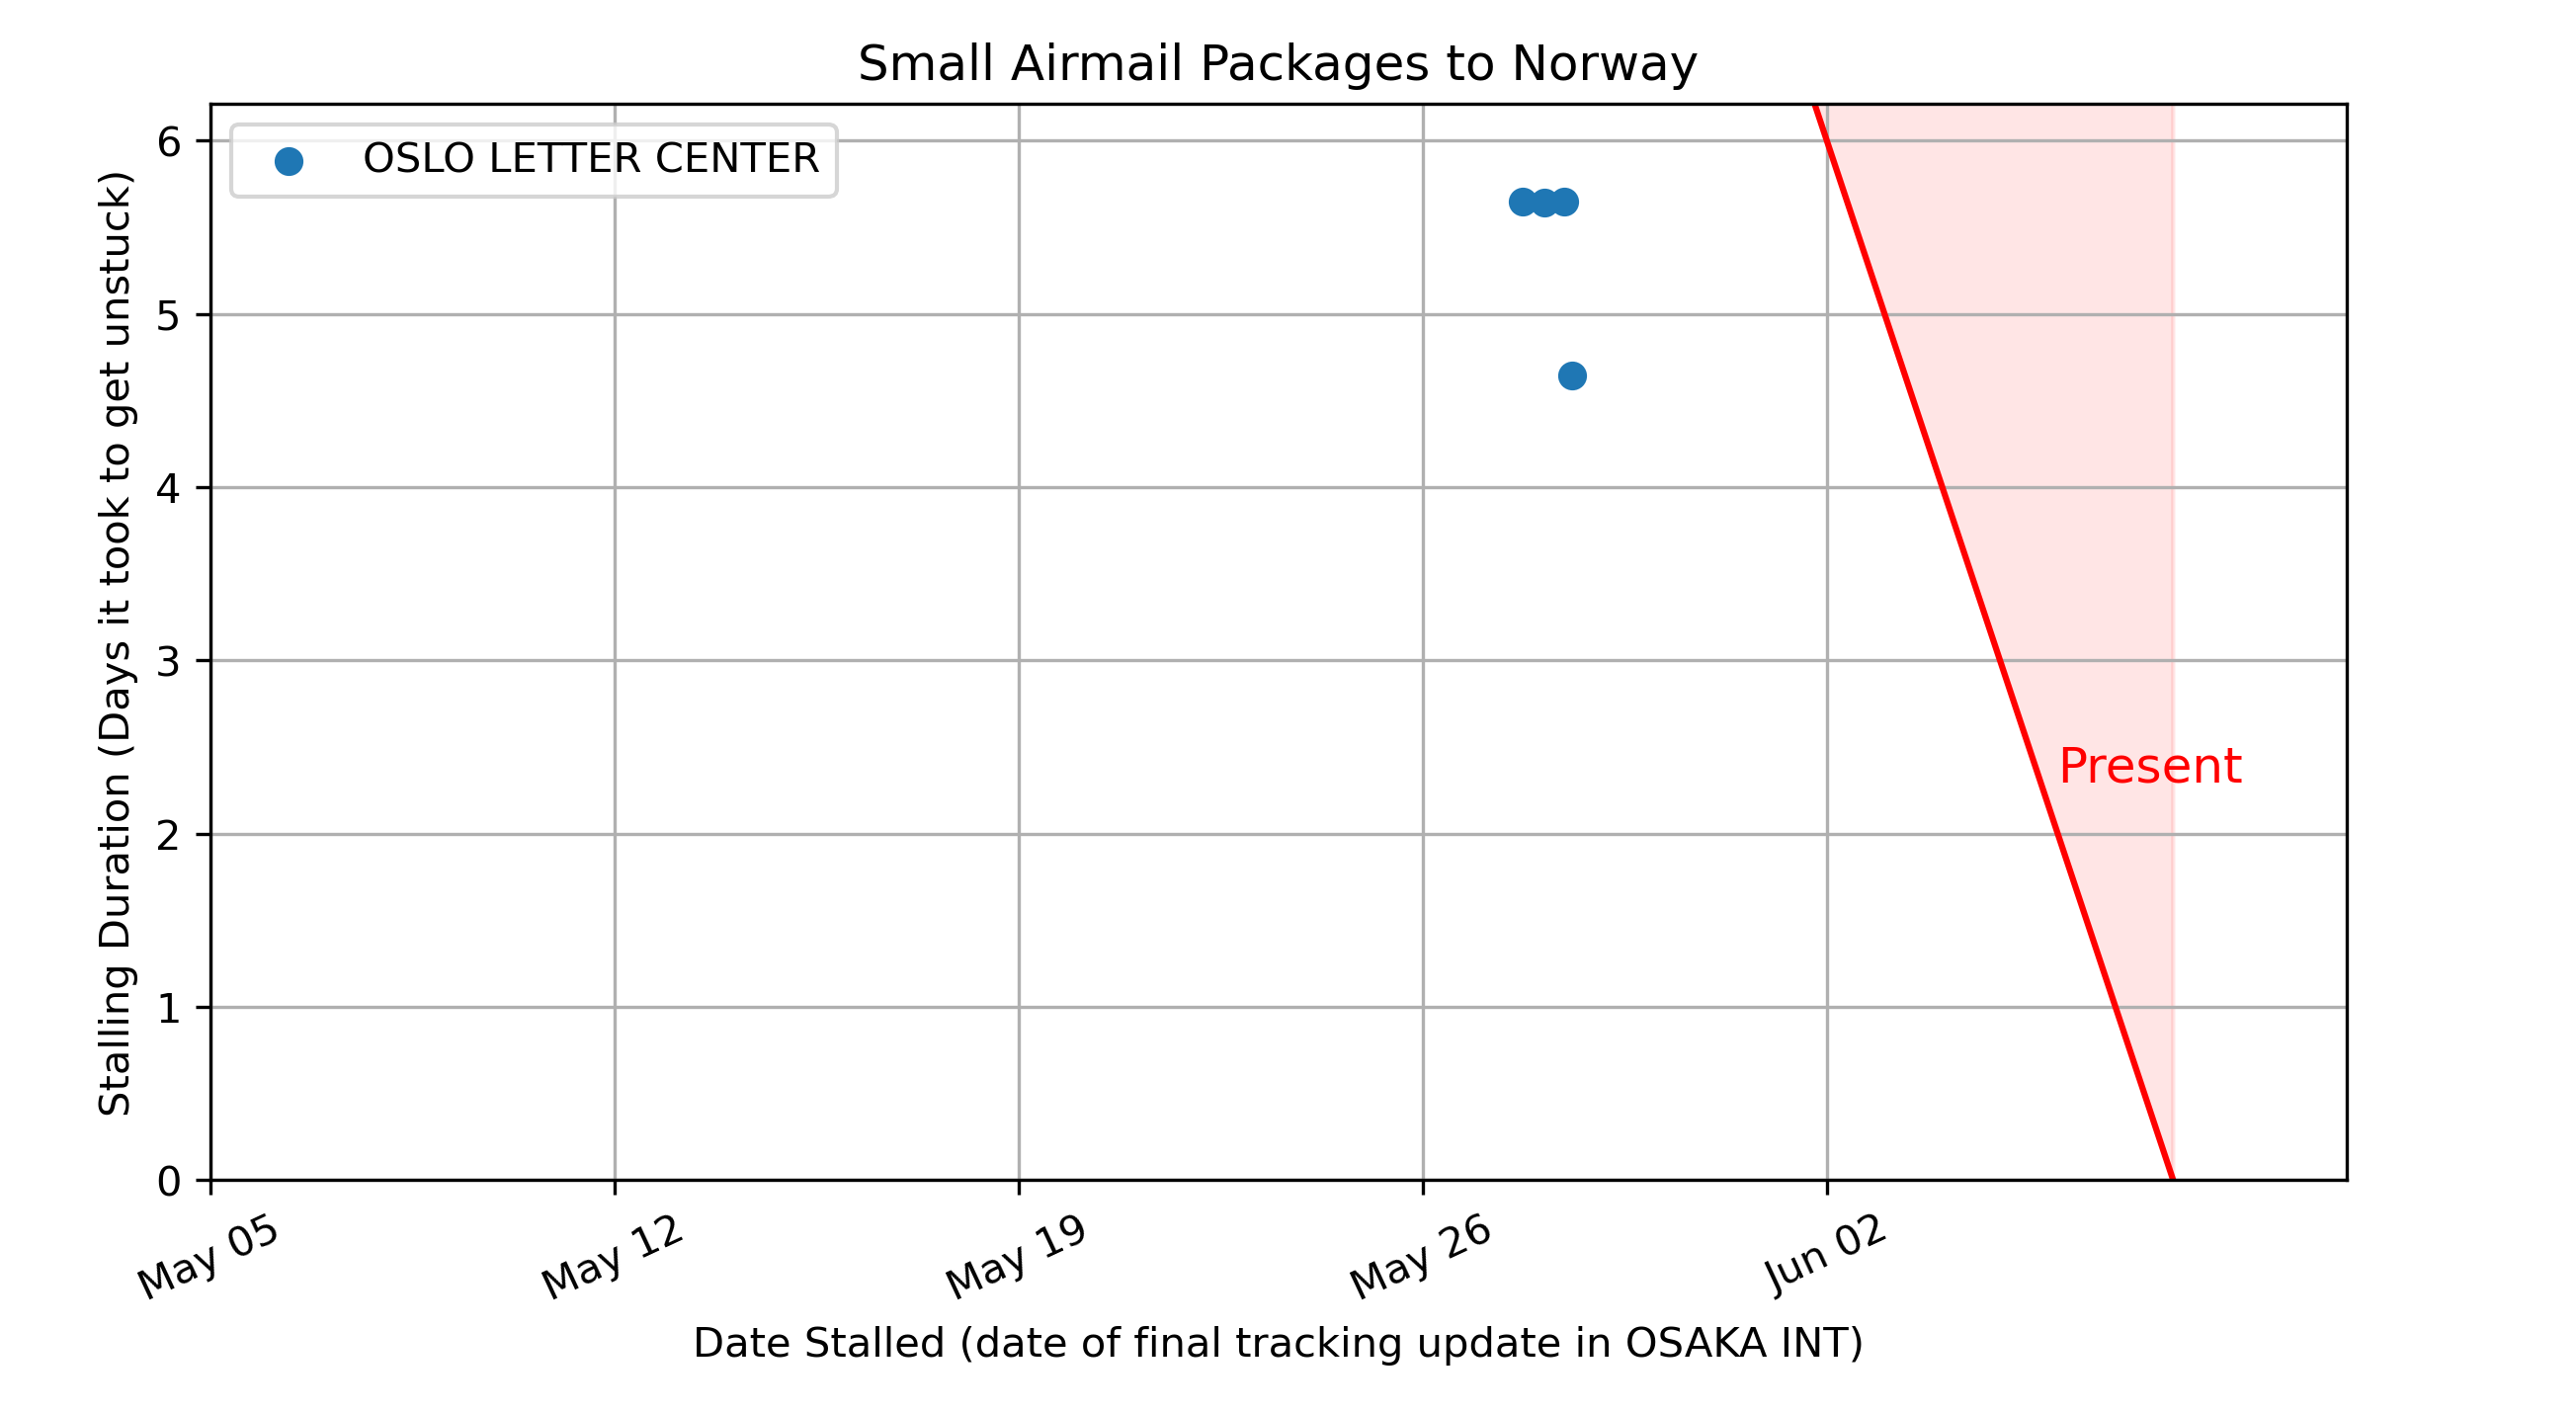 Small Airmail Packages to Norway
OSLO LETTER CENTER
Stalling Duration (Days it took to get unstuck)
6
5
4
3
2
1
0
Present
May 05
May 12
May 19
May 26
Jun 02
Date Stalled (date of final tracking update in OSAKA INT)